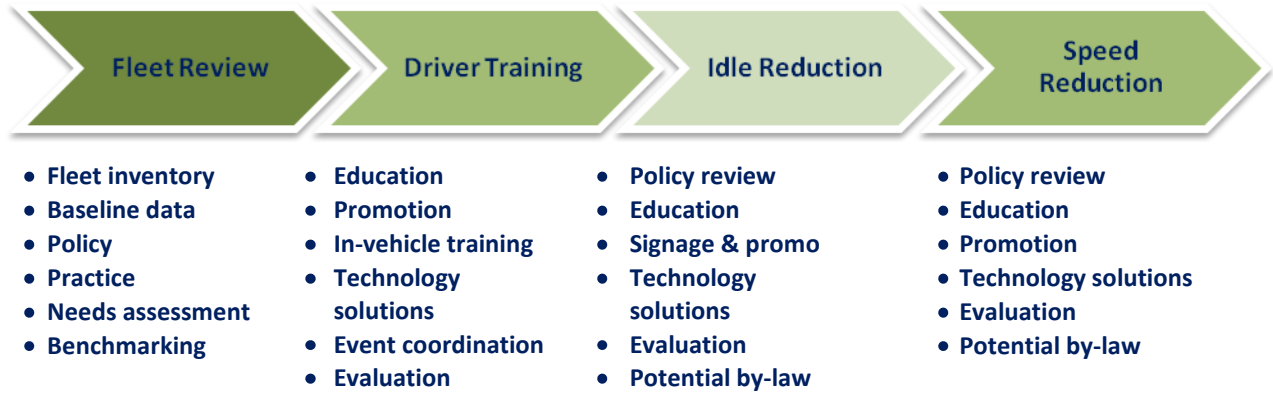 Fleet Review
Driver Training
Idle Reduction
Speed
Reduction
• Fleet inventory
• Baseline data
• Policy
• Practice
• Needs assessment
• Benchmarking
• Education
• Promotion
• In-vehicle training
• Technology
solutions
• Event coordination
• Evaluation
• Policy review
• Education
• Signage & promo
• Technology
solutions
• Evaluation
• Potential by-law
• Policy review
• Education
• Promotion
• Technology solutions
• Evaluation
• Potential by-law